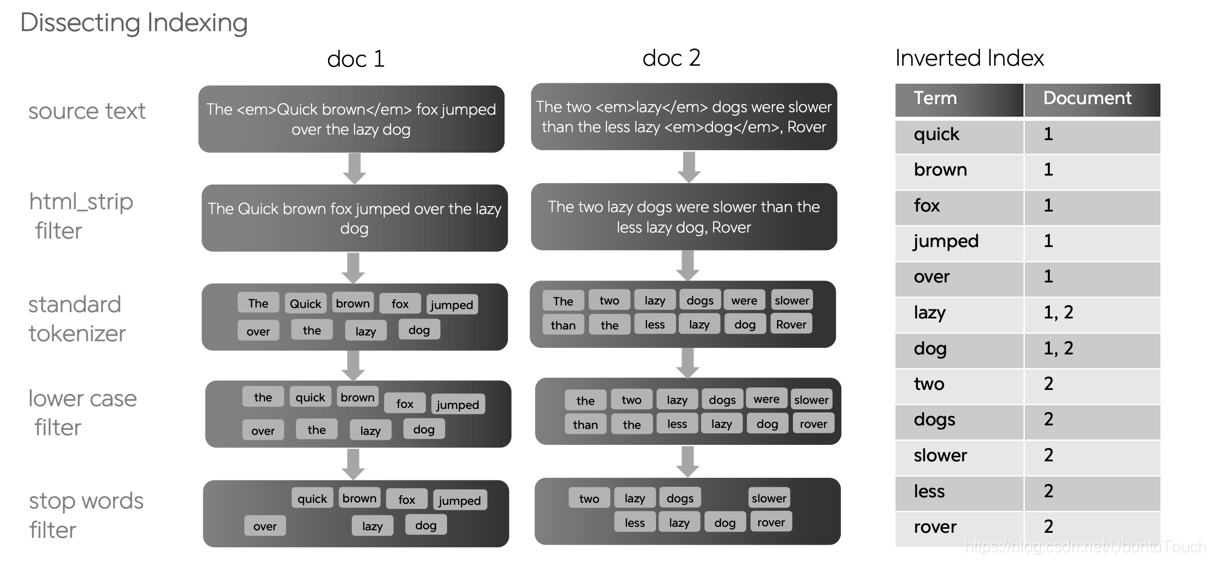 Dissecting Indexing
doc 1
doc 2
Inverted Index
source text
The <em>Quick brown</em> fox jumped
over the lazy dog
The two <em>lazy</em> dogs were slower
than the less lazy <em>dog</em>, Rover
html_strip
filter
The Quick brown fox jumped over the lazy
dog
The two lazy dogs were slower than the
less lazy dog, Rover
standard
tokenizer
The Quick brown fox jumped
over the lazy dog
The two lazy dogs were slower
than the less lazy dog Rover
lower case
filter
the quick brown fox jumped
over the lazy dog
the two lazy dogs were slower
than the less lazy dog rover
stop words
filter
quick brown fox jumped
over lazy dog
two lazy dogs slower
less lazy dog rover
Term Document
quick 1
brown 1
fox 1
jumped 1
over 1
lazy 1, 2
dog 1, 2
two 2
dogs 2
slower 2
less 2
rover 2
https://blog.csdn.net/UbuntuTouch